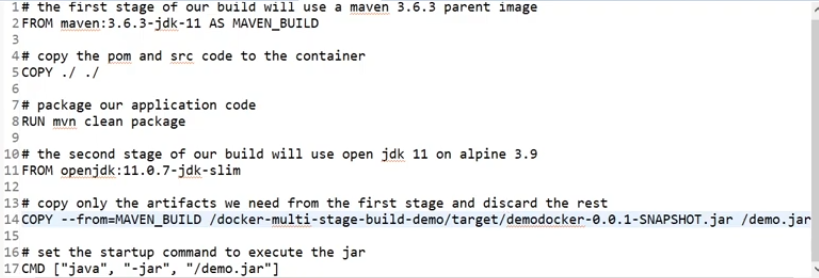 1# the first stage of our build will use a maven 3.6.3 parent image
2FROM maven:3.6.3-jdk-11 AS MAVEN_BUILD
3
4# copy the pom and src code to the container
5COPY ./ ./
6
7# package our application code
8RUN mvn clean package
9
10# the second stage of our build will use open jdk 11 on alpine 3.9
11FROM openjdk:11.0.7-jdk-slim
12
13# copy only the artifacts we need from the first stage and discard the rest
14COPY --from=MAVEN_BUILD /docker-multi-stage-build-demo/target/demodocker-0.0.1-SNAPSHOT.jar /demo.jar
15
16# set the startup command to execute the jar
17CMD ["java", "-jar", "/demo.jar"]